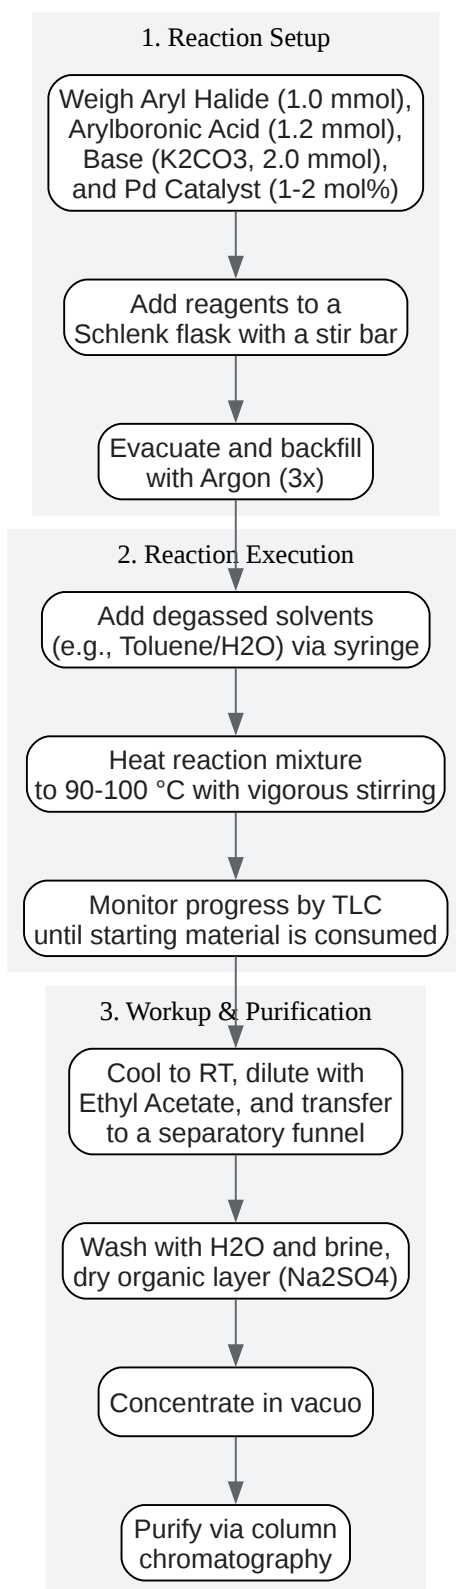 1. Reaction Setup
Weigh Aryl Halide (1.0 mmol),
Arylboronic Acid (1.2 mmol),
Base (K2CO3, 2.0 mmol),
and Pd Catalyst (1-2 mol%)
Add reagents to a
Schlenk flask with a stir bar
Evacuate and backfill
with Argon (3x)
2. Reaction Execution
Add degassed solvents
(e.g., Toluene/H2O) via syringe
Heat reaction mixture
to 90-100 °C with vigorous stirring
Monitor progress by TLC
until starting material is consumed
3. Workup & Purification
Cool to RT, dilute with
Ethyl Acetate, and transfer
to a separatory funnel
Wash with H2O and brine,
dry organic layer (Na2SO4)
Concentrate in vacuo
Purify via column
chromatography